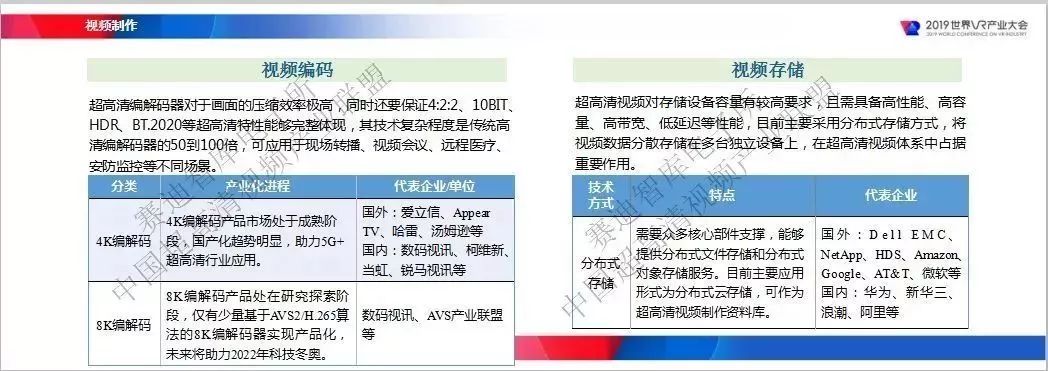 视频制作
2019世界VR产业大会
2019 WORLD CONFERENCE ON VR INDUSTRY
视频编码
超高清编解码器对于画面的压缩效率极高，同时还要保证4:2:2、10BIT、
HDR、BT.2020等超高清特性能够完整体现，其技术复杂程度是传统高
清编解码器的50到100倍，可应用于现场转播、视频会议、远程医疗、
安防监控等不同场景。
分类
产业化进程
代表企业/单位
4K编解码
4K编解码产品市场处于成熟阶
段，国产化趋势明显，助力5G+
超高清行业应用。
国外：爱立信、Appear
TV、哈雷、汤姆逊等
国内：数码视讯、柯维新、
当虹、锐马视讯等
8K编解码
8K编解码产品处在研究探索阶
段，仅有少量基于AVS2/H.265算
法的8K编解码器实现产品化，
未来将助力2022年科技冬奥。
数码视讯、AVS产业联盟
等
视频存储
超高清视频对存储设备容量有较高要求，且需具备高性能、高容
量、高带宽、低延迟等性能，目前主要采用分布式存储方式，将
视频数据分散存储在多台独立设备上，在超高清视频体系中占据
重要作用。
技术
方式
特点
代表企业
分布式
存储
需要众多核心部件支撑，能够
提供分布式文件存储和分布式
对象存储服务。目前主要应用
形式为分布式云存储，可作为
超高清视频制作资料库。
国外：Dell EMC、
NetApp、HDS、Amazon、
Google、AT&T、微软等
国内：华为、新华三、
浪潮、阿里等
赛迪智库电子所
中国超高清视频产业联盟
赛迪智库电子所
中国超高清视频产业联盟